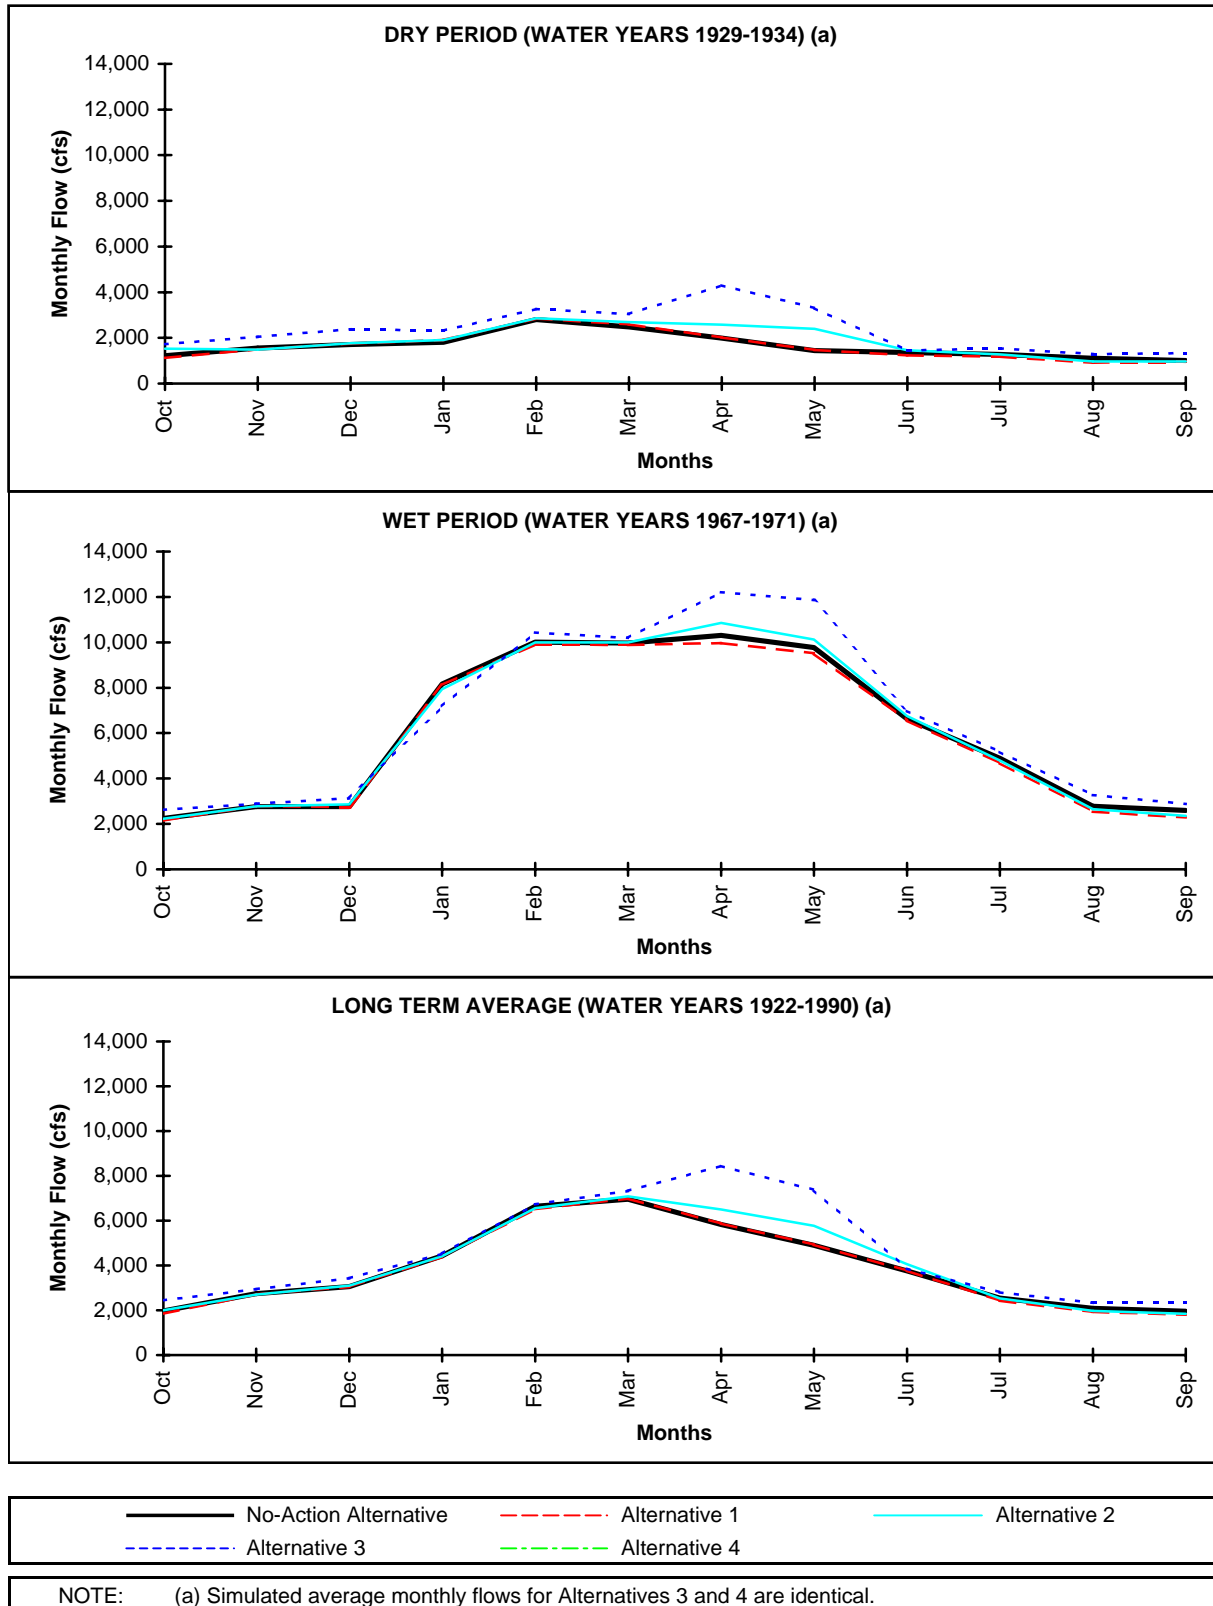 DRY PERIOD (WATER YEARS 1929-1934) (a)
14,000
12,000
10,000
8,000
6,000
4,000
2,000
0
Monthly Flow (cfs)
Oct Nov Dec Jan Feb Mar Apr May Jun Jul Aug Sep
Months
WET PERIOD (WATER YEARS 1967-1971) (a)
14,000
12,000
10,000
8,000
6,000
4,000
2,000
0
Monthly Flow (cfs)
Oct Nov Dec Jan Feb Mar Apr May Jun Jul Aug Sep
Months
LONG TERM AVERAGE (WATER YEARS 1922-1990) (a)
14,000
12,000
10,000
8,000
6,000
4,000
2,000
0
Monthly Flow (cfs)
Oct Nov Dec Jan Feb Mar Apr May Jun Jul Aug Sep
Months
No-Action Alternative Alternative 1 Alternative 2
Alternative 3 Alternative 4
NOTE: (a) Simulated average monthly flows for Alternatives 3 and 4 are identical.